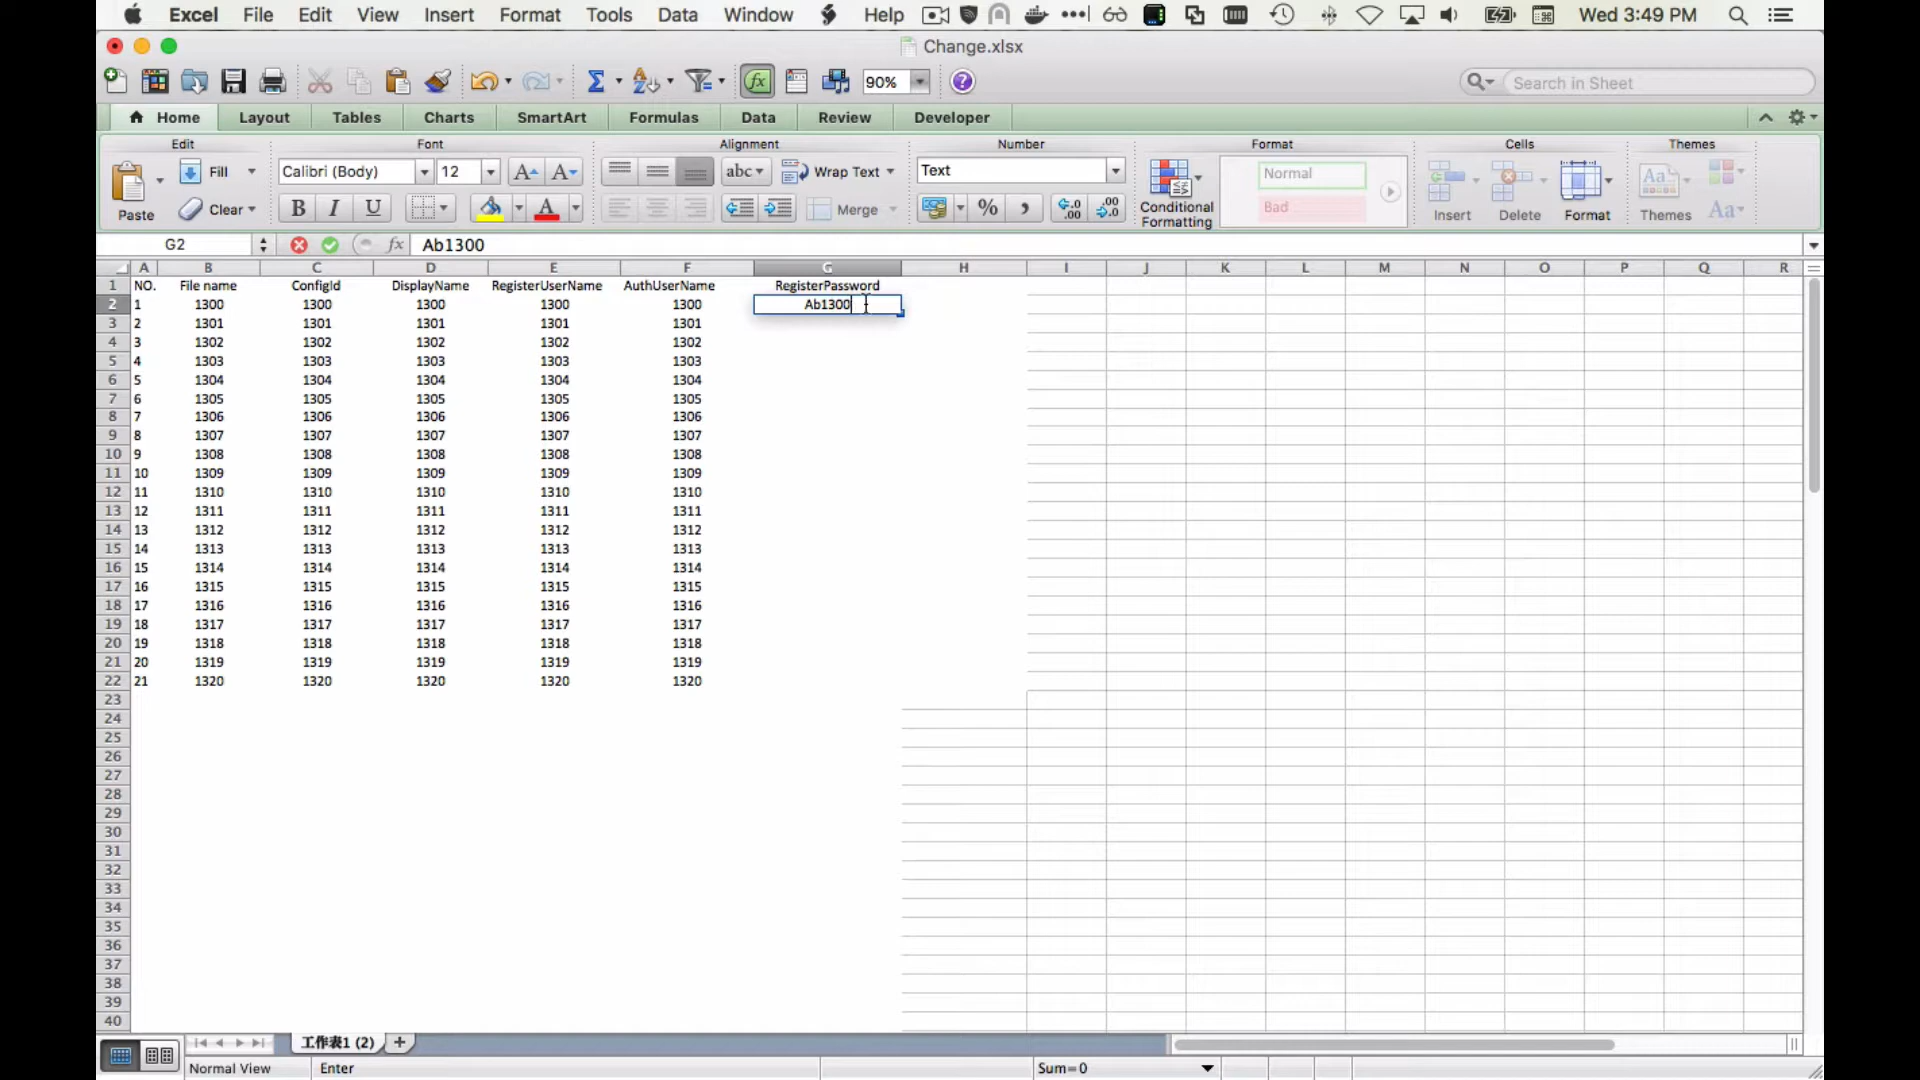 Excel File Edit View Insert Format Tools Data Window Help Wed 3:49 PM
Change.xlsx
90% Search in Sheet
Home Layout Tables Charts SmartArt Formulas Data Review Developer
Edit Font Alignment Number Format Cells Themes
Fill Calibri (Body) 12 A A abc Wrap Text Text Normal
Paste Clear B I U A Merge % , .0 .00 .00 .0 Conditional Formatting Bad Insert Delete Format Themes Aa
G2 fx Ab1300
A B C D E F G H I J K L M N O P Q R
1 NO. File name ConfigId DisplayName RegisterUserName AuthUserName RegisterPassword
2 1 1300 1300 1300 1300 1300 Ab1300
3 2 1301 1301 1301 1301 1301
4 3 1302 1302 1302 1302 1302
5 4 1303 1303 1303 1303 1303
6 5 1304 1304 1304 1304 1304
7 6 1305 1305 1305 1305 1305
8 7 1306 1306 1306 1306 1306
9 8 1307 1307 1307 1307 1307
10 9 1308 1308 1308 1308 1308
11 10 1309 1309 1309 1309 1309
12 11 1310 1310 1310 1310 1310
13 12 1311 1311 1311 1311 1311
14 13 1312 1312 1312 1312 1312
15 14 1313 1313 1313 1313 1313
16 15 1314 1314 1314 1314 1314
17 16 1315 1315 1315 1315 1315
18 17 1316 1316 1316 1316 1316
19 18 1317 1317 1317 1317 1317
20 19 1318 1318 1318 1318 1318
21 20 1319 1319 1319 1319 1319
22 21 1320 1320 1320 1320 1320
23
24
25
26
27
28
29
30
31
32
33
34
35
36
37
38
39
40
工作表1 (2)
Normal View Enter Sum=0